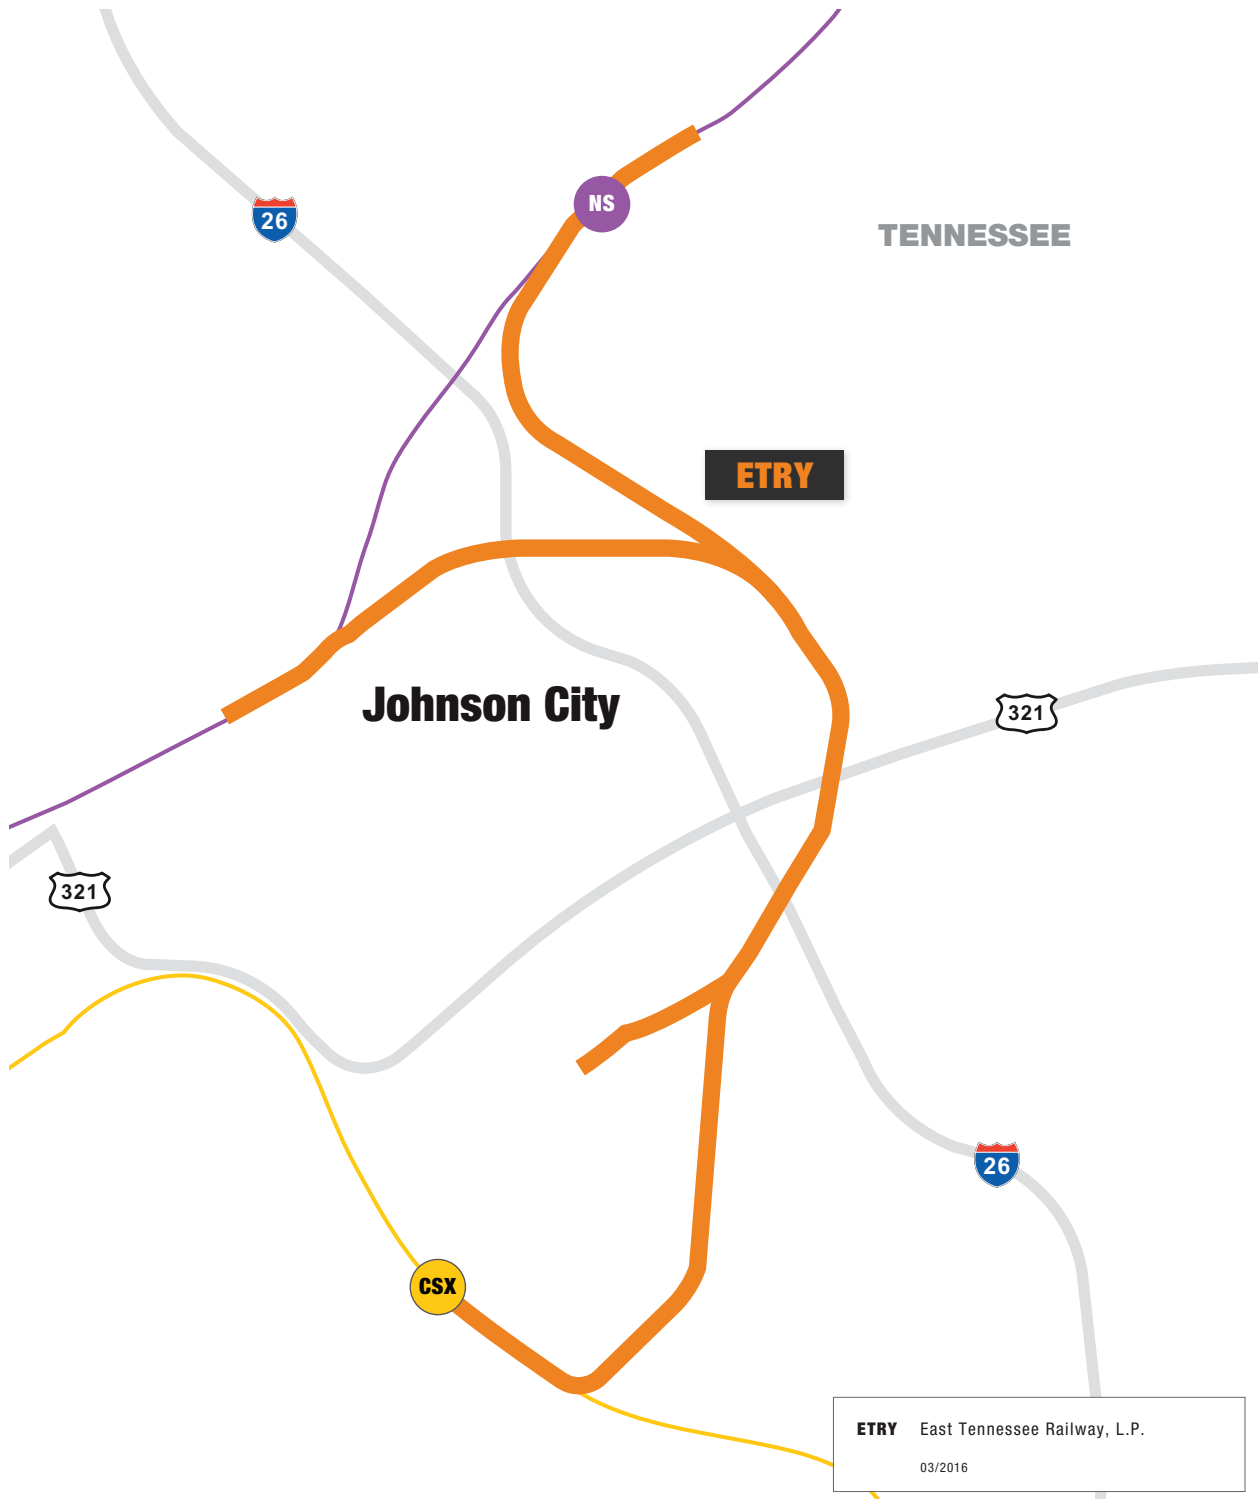 NS
26
TENNESSEE
ETRY
Johnson City
321
321
26
CSX
ETRY East Tennessee Railway, L.P.
03/2016